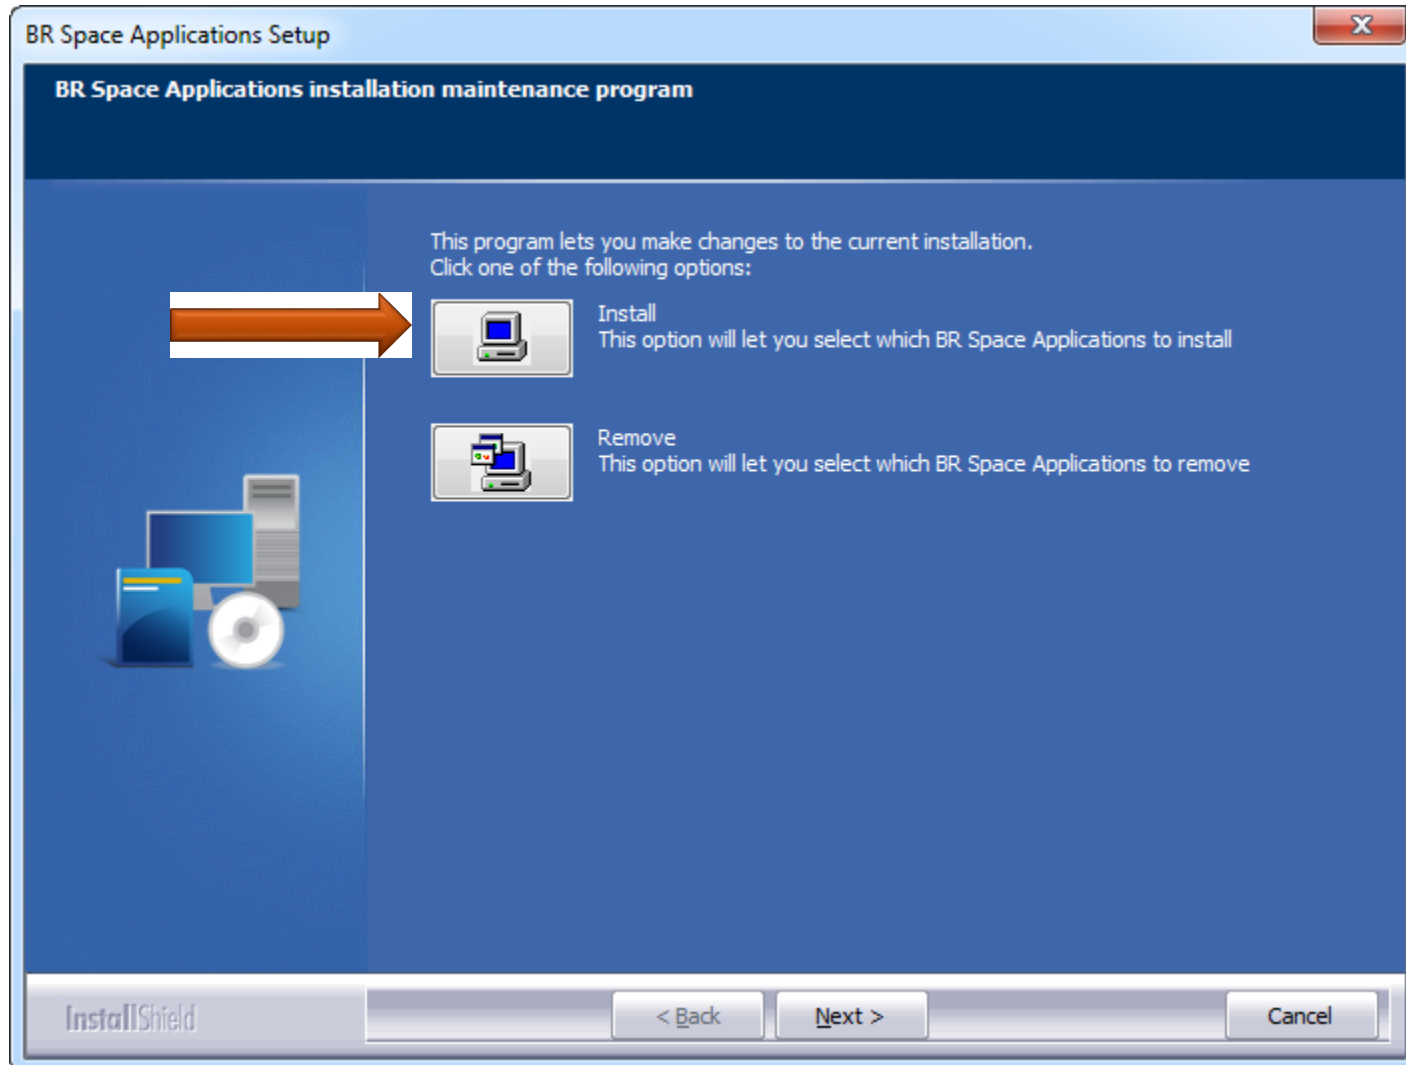 BR Space Applications Setup
BR Space Applications installation maintenance program
This program lets you make changes to the current installation.
Click one of the following options:
Install
This option will let you select which BR Space Applications to install
Remove
This option will let you select which BR Space Applications to remove
InstallShield
< Back
Next >
Cancel